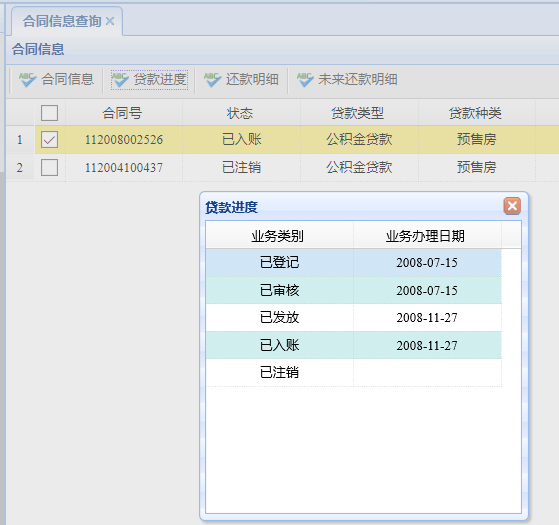 合同信息查询
合同信息
合同信息 贷款进度 还款明细 未来还款明细
合同号 状态 贷款类型 贷款种类
1 112008002526 已入账 公积金贷款 预售房
2 112004100437 已注销 公积金贷款 预售房
贷款进度
业务类别 业务办理日期
已登记 2008-07-15
已审核 2008-07-15
已发放 2008-11-27
已入账 2008-11-27
已注销